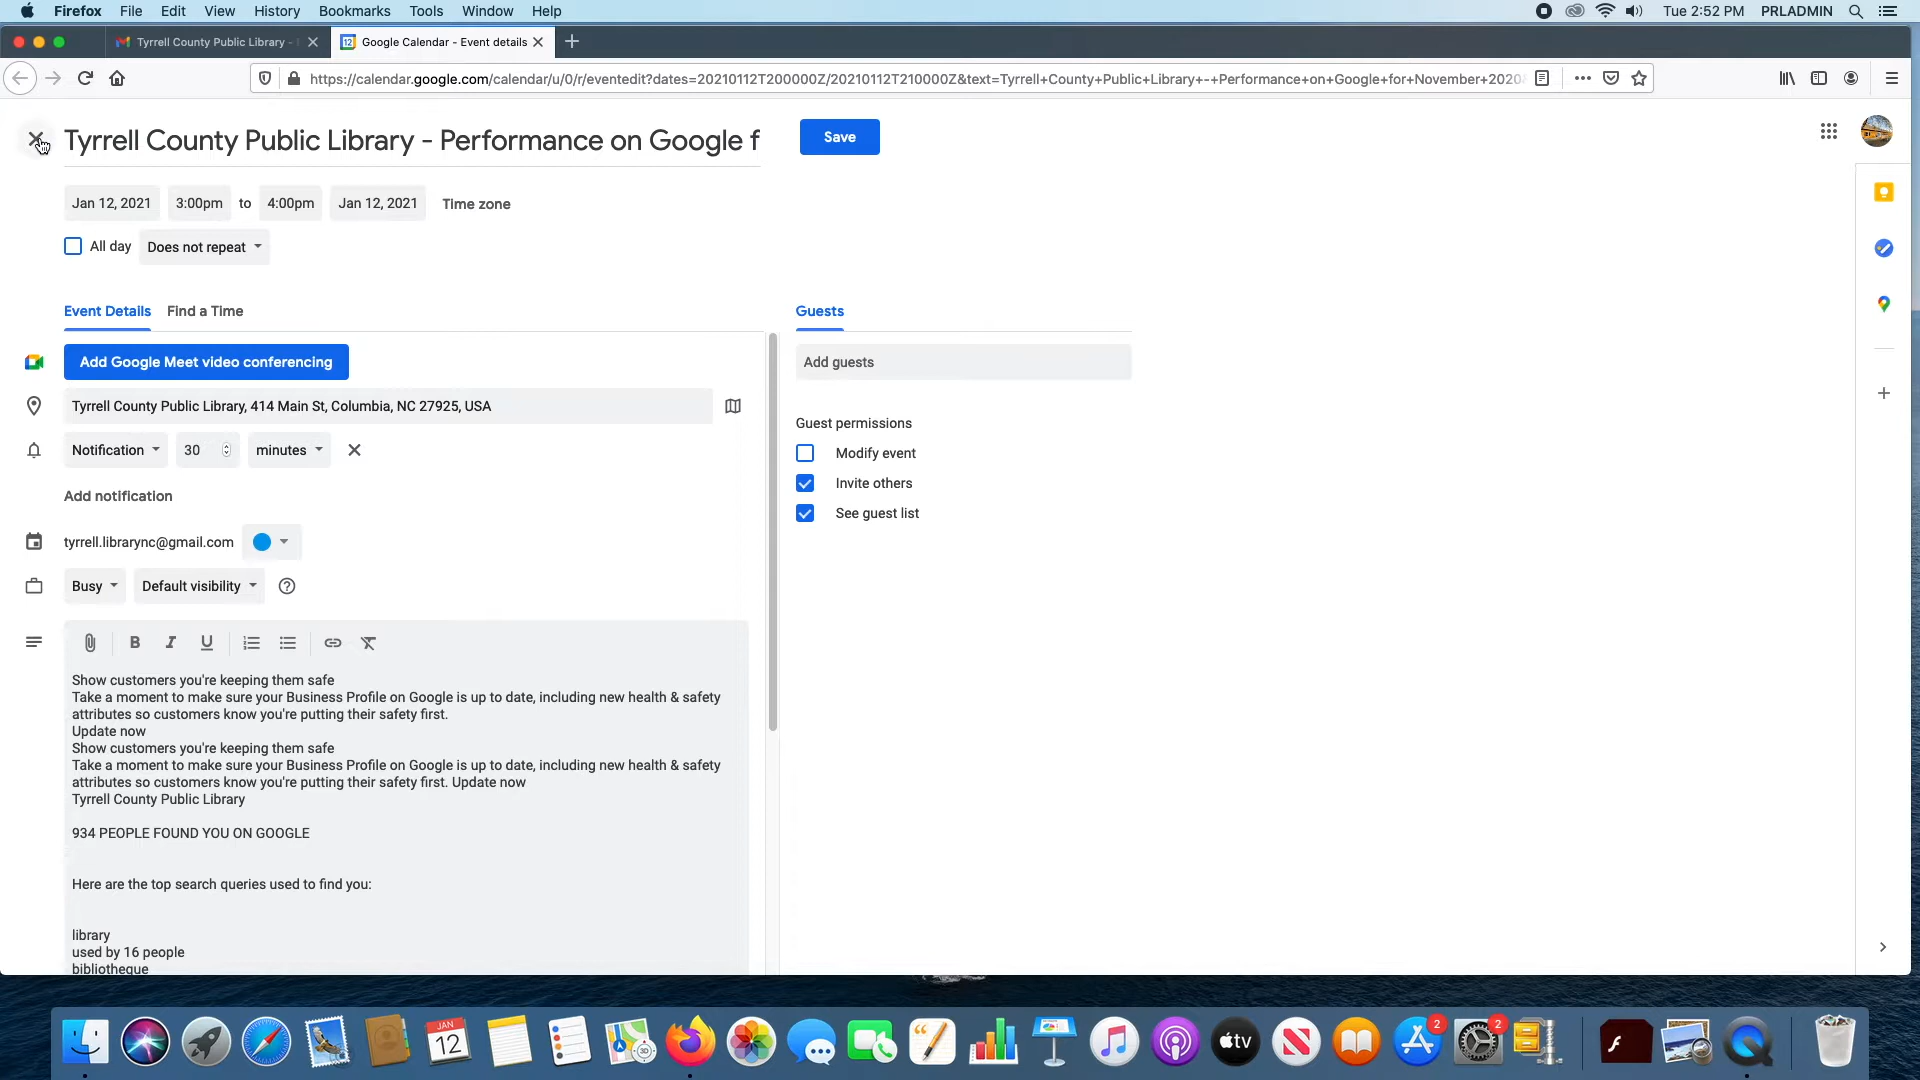 Firefox File Edit View History Bookmarks Tools Window Help Tue 2:52 PM PRLADMIN
Tyrrell County Public Library - Google Calendar - Event details
https://calendar.google.com/calendar/u/0/r/eventedit?dates=20210112T200000Z/20210112T210000Z&text=Tyrrell+County+Public+Library+-+Performance+on+Google+for+November+2020
Tyrrell County Public Library - Performance on Google f Save
Jan 12, 2021 3:00pm to 4:00pm Jan 12, 2021 Time zone
All day Does not repeat
Event Details Find a Time Guests
Add Google Meet video conferencing Add guests
Tyrrell County Public Library, 414 Main St, Columbia, NC 27925, USA
Guest permissions
Notification 30 minutes Modify event
Invite others
Add notification
See guest list
tyrrell.librarync@gmail.com
Busy Default visibility
B I U
Show customers you're keeping them safe
Take a moment to make sure your Business Profile on Google is up to date, including new health & safety
attributes so customers know you're putting their safety first.
Update now
Show customers you're keeping them safe
Take a moment to make sure your Business Profile on Google is up to date, including new health & safety
attributes so customers know you're putting their safety first. Update now
Tyrrell County Public Library
934 PEOPLE FOUND YOU ON GOOGLE
Here are the top search queries used to find you:
library
used by 16 people
bibliotheque
JAN
12
3D
tv
2
2